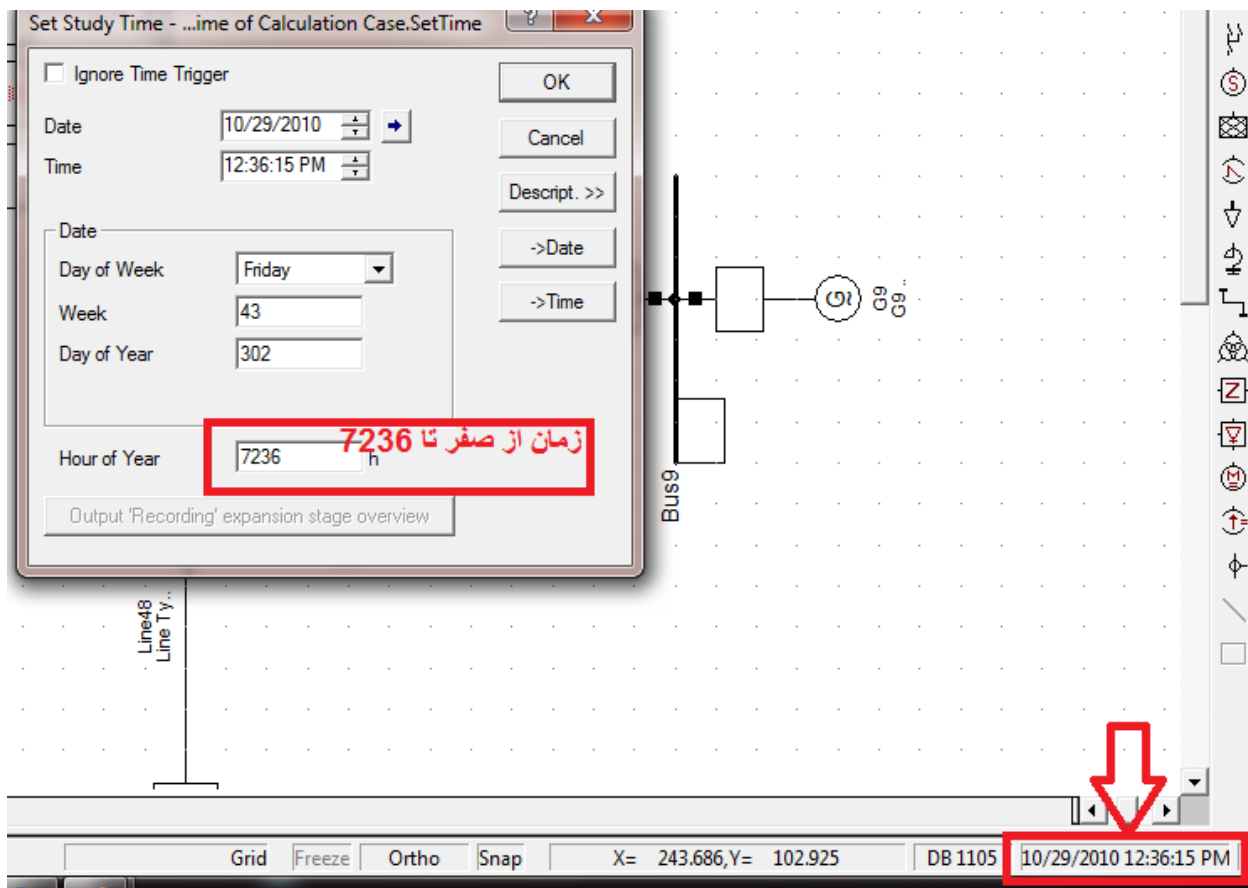 Set Study Time - ...ime of Calculation Case.SetTime
Ignore Time Trigger
OK
Date 10/29/2010
Cancel
Time 12:36:15 PM
Descript. >>
Date
->Date
Day of Week Friday
->Time
Week 43
Day of Year 302
زمان از صفر تا 7236
Hour of Year 7236 h
Output 'Recording' expansion stage overview
G9
G9..
Bus9
Line48
Line Ty..
Grid Freeze Ortho Snap X= 243.686,Y= 102.925 DB 1105 10/29/2010 12:36:15 PM